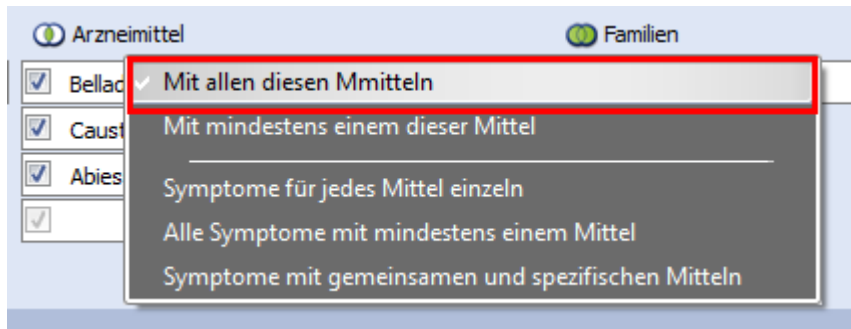 Arzneimittel Familien
Bellad Mit allen diesen Mmitteln
Caust Mit mindestens einem dieser Mittel
Abies Symptome für jedes Mittel einzeln
Alle Symptome mit mindestens einem Mittel
Symptome mit gemeinsamen und spezifischen Mitteln